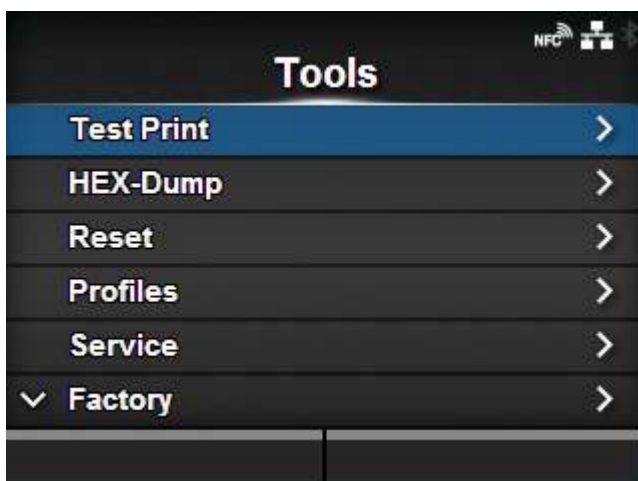 NFC
Tools
Test Print
HEX-Dump
Reset
Profiles
Service
Factory